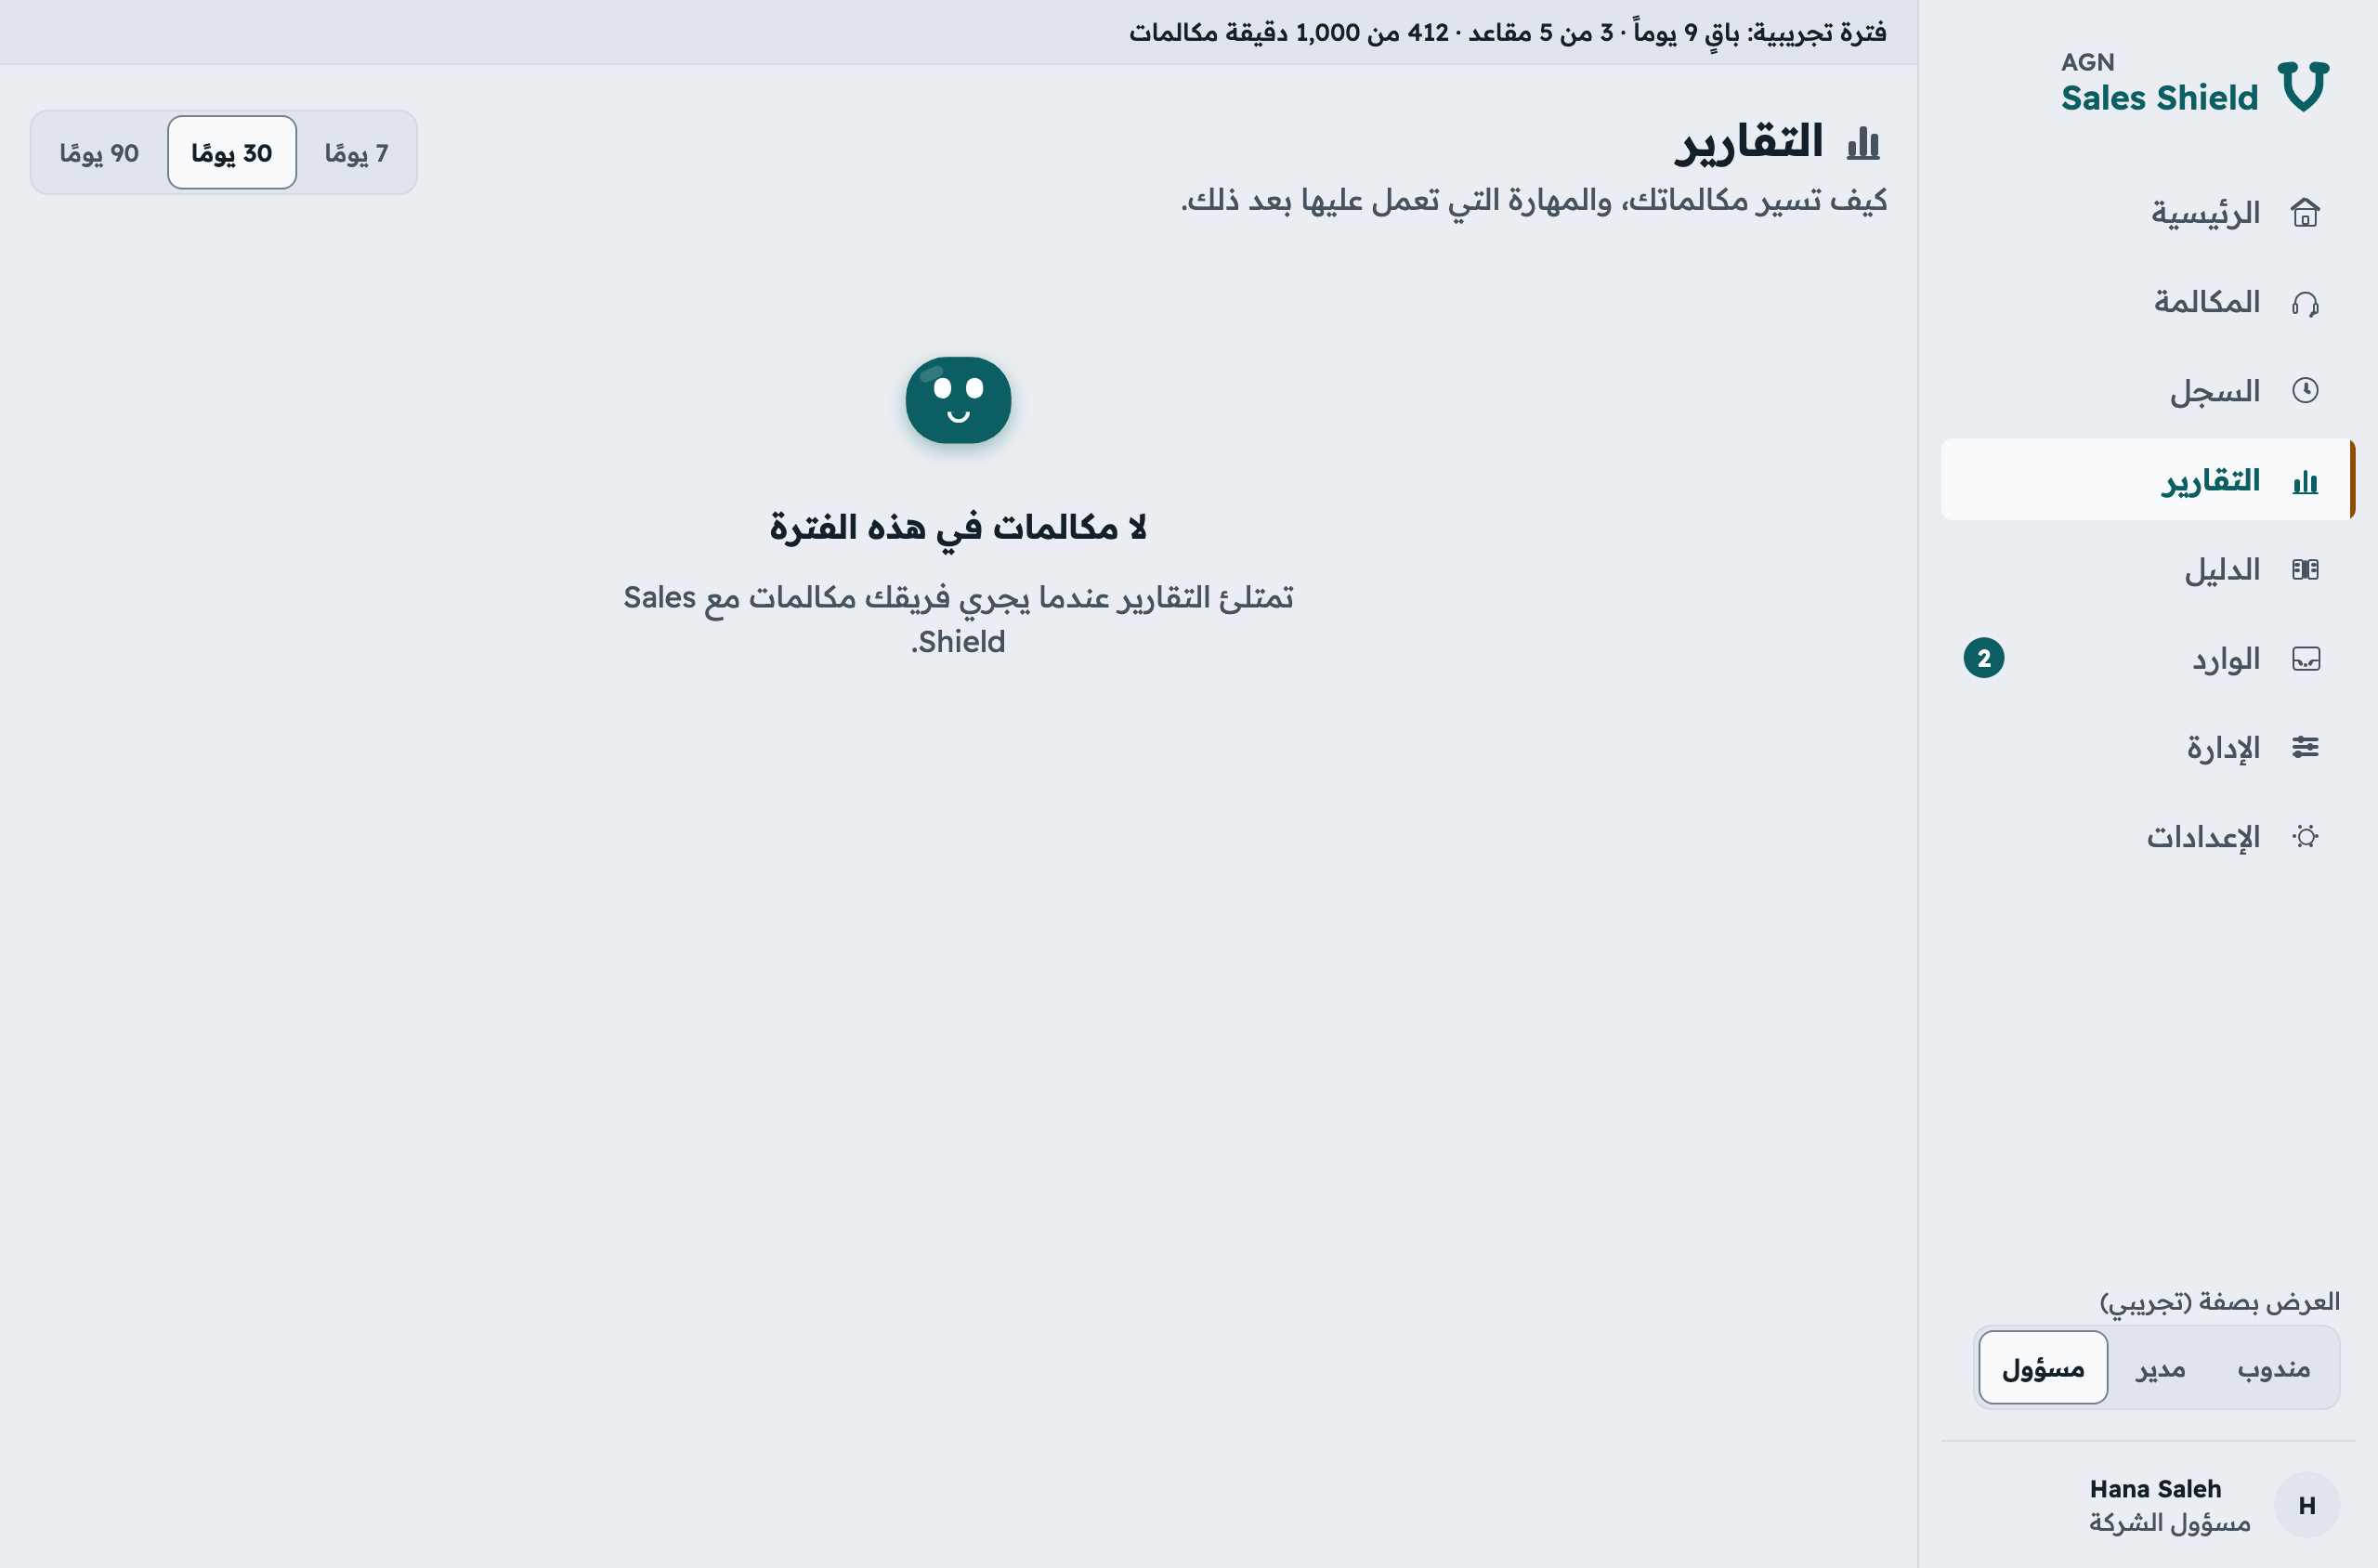 AGN
Sales Shield
الرئيسية
المكالمة
السجل
التقارير
الدليل
الوارد
2
الإدارة
الإعدادات
العرض بصفة (تجريبي)
مندوب
مدير
مسؤول
H
Hana Saleh
مسؤول الشركة
فترة تجريبية: باقٍ 9 يوماً · 3 من 5 مقاعد · 412 من 1,000 دقيقة مكالمات
التقارير
كيف تسير مكالماتك، والمهارة التي تعمل عليها بعد ذلك.
7 يومًا
30 يومًا
90 يومًا
لا مكالمات في هذه الفترة
تمتلئ التقارير عندما يجري فريقك مكالمات مع Sales
Shield.